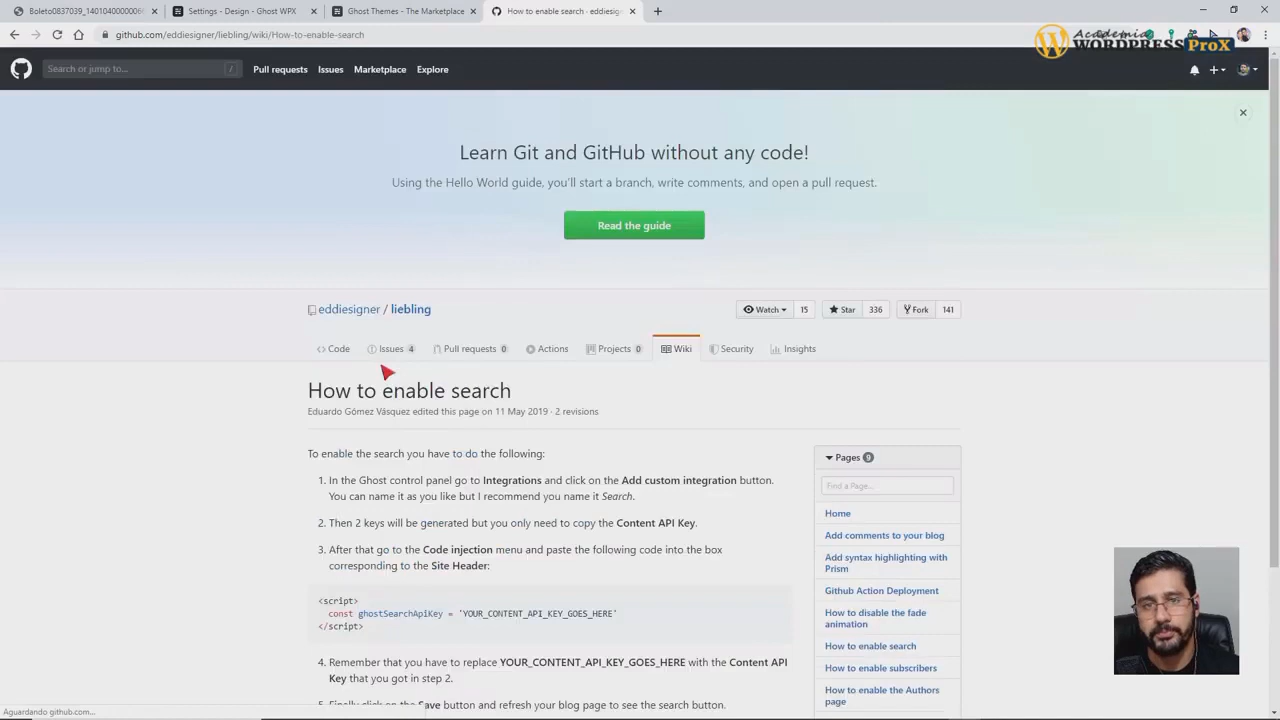 Boleto0837039_14010400000066
Settings - Design - Ghost WPX
Ghost Themes - The Marketplace
How to enable search · eddiesign
github.com/eddiesigner/liebling/wiki/How-to-enable-search
Academia
WORDPRESS ProX
Search or jump to...
/
Pull requests
Issues
Marketplace
Explore
Learn Git and GitHub without any code!
Using the Hello World guide, you'll start a branch, write comments, and open a pull request.
Read the guide
eddiesigner / liebling
Watch 15
Star 336
Fork 141
Code
Issues 4
Pull requests 0
Actions
Projects 0
Wiki
Security
Insights
How to enable search
Eduardo Gómez Vásquez edited this page on 11 May 2019 · 2 revisions
To enable the search you have to do the following:
1. In the Ghost control panel go to Integrations and click on the Add custom integration button.
You can name it as you like but I recommend you name it Search.
2. Then 2 keys will be generated but you only need to copy the Content API Key.
3. After that go to the Code injection menu and paste the following code into the box
corresponding to the Site Header:
<script>
const ghostSearchApiKey = 'YOUR_CONTENT_API_KEY_GOES_HERE'
</script>
4. Remember that you have to replace YOUR_CONTENT_API_KEY_GOES_HERE with the Content API
Key that you got in step 2.
5. Finally click on the Save button and refresh your blog page to see the search button.
Pages 9
Find a Page...
Home
Add comments to your blog
Add syntax highlighting with
Prism
Github Action Deployment
How to disable the fade
animation
How to enable search
How to enable subscribers
How to enable the Authors
page
Aguardando github.com...